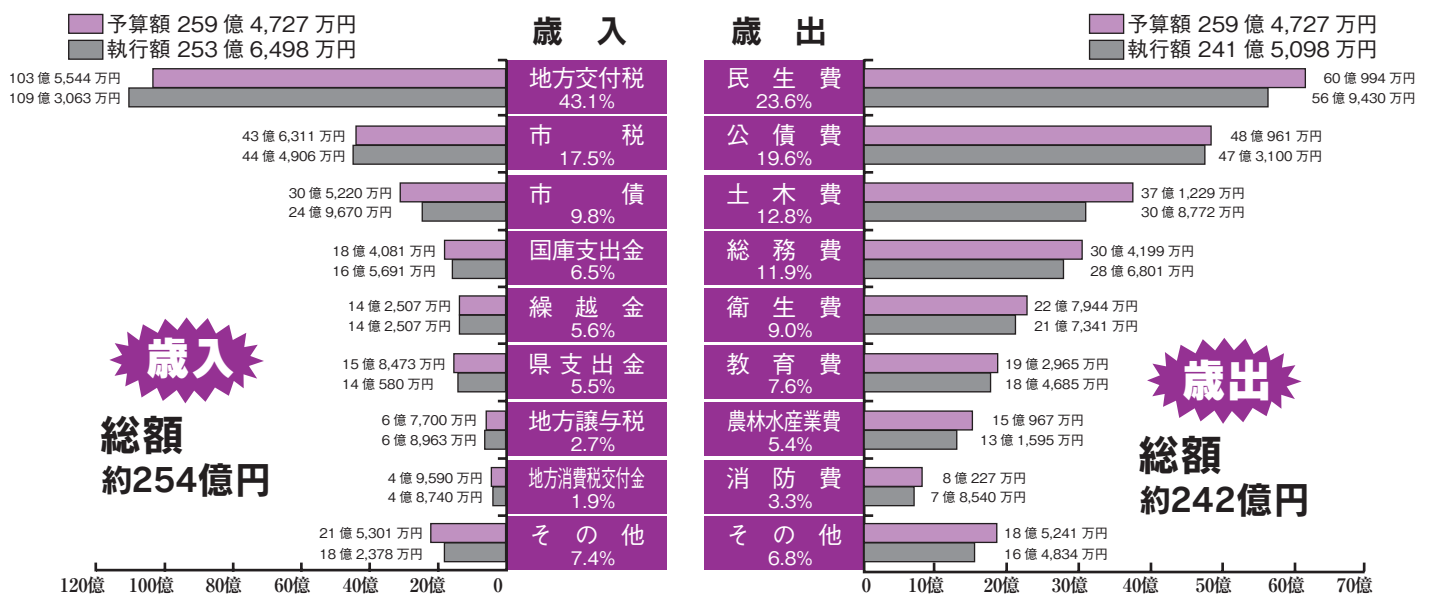 予算額 259 億 4,727 万円
執行額 253 億 6,498 万円
歳 入
103 億 5,544 万円
109 億 3,063 万円
地方交付税
43.1%
43 億 6,311 万円
44 億 4,906 万円
市 税
17.5%
30 億 5,220 万円
24 億 9,670 万円
市 債
9.8%
18 億 4,081 万円
16 億 5,691 万円
国庫支出金
6.5%
14 億 2,507 万円
14 億 2,507 万円
繰 越 金
5.6%
15 億 8,473 万円
14 億 580 万円
県 支 出 金
5.5%
6 億 7,700 万円
6 億 8,963 万円
地方譲与税
2.7%
4 億 9,590 万円
4 億 8,740 万円
地方消費税交付金
1.9%
21 億 5,301 万円
18 億 2,378 万円
そ の 他
7.4%
120億 100億 80億 60億 40億 20億 0
歳入
総額
約254億円
歳 出
予算額 259 億 4,727 万円
執行額 241 億 5,098 万円
民 生 費
23.6%
60 億 994 万円
56 億 9,430 万円
公 債 費
19.6%
48 億 961 万円
47 億 3,100 万円
土 木 費
12.8%
37 億 1,229 万円
30 億 8,772 万円
総 務 費
11.9%
30 億 4,199 万円
28 億 6,801 万円
衛 生 費
9.0%
22 億 7,944 万円
21 億 7,341 万円
教 育 費
7.6%
19 億 2,965 万円
18 億 4,685 万円
農林水産業費
5.4%
15 億 967 万円
13 億 1,595 万円
消 防 費
3.3%
8 億 227 万円
7 億 8,540 万円
そ の 他
6.8%
18 億 5,241 万円
16 億 4,834 万円
0 10億 20億 30億 40億 50億 60億 70億
歳出
総額
約242億円